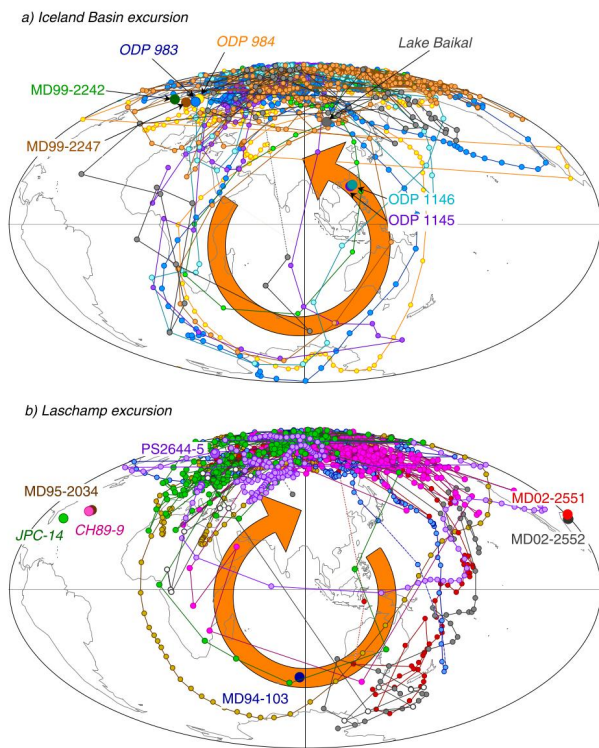 a) Iceland Basin excursion
ODP 983
ODP 984
Lake Baikal
MD99-2242
MD99-2247
ODP 1146
ODP 1145
b) Laschamp excursion
PS2644-5
MD95-2034
CH89-9
JPC-14
MD02-2551
MD02-2552
MD94-103